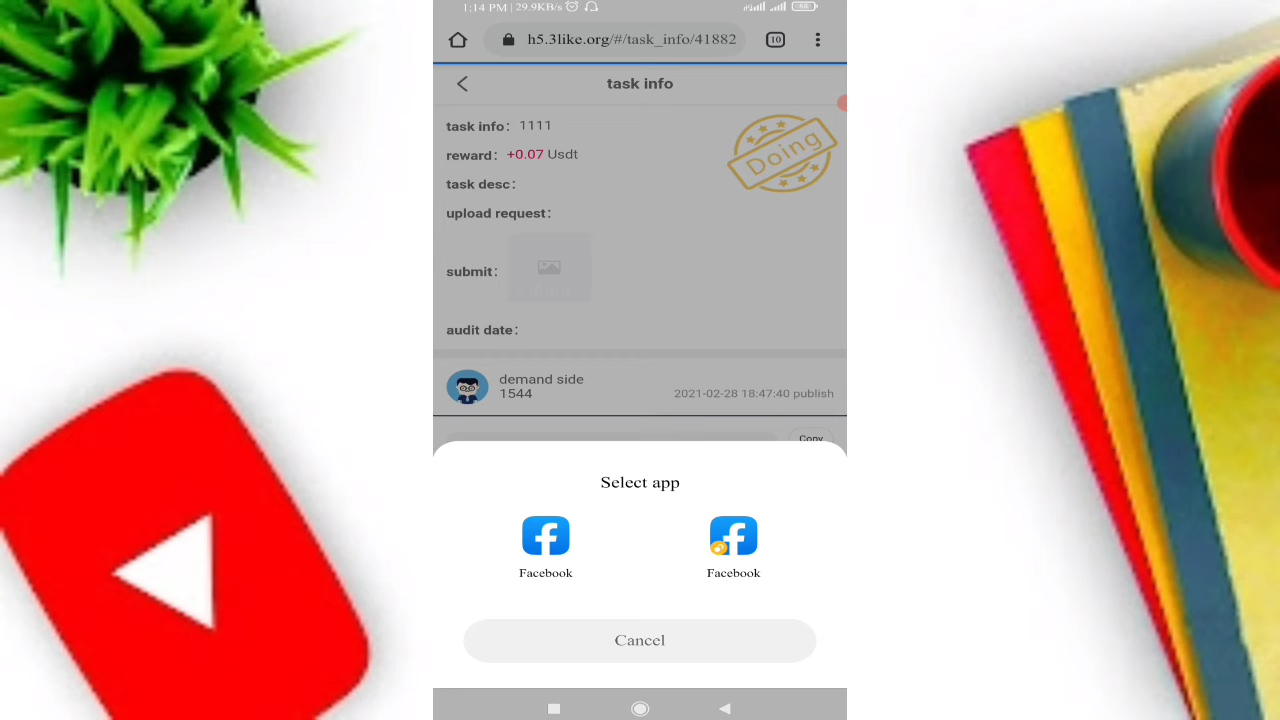 1:14 PM | 29.9KB/s
h5.3like.org/#/task_info/41882
10
task info
task info: 1111
reward: +0.07 Usdt
Doing
task desc:
upload request:
submit:
audit date:
demand side
1544
2021-02-28 18:47:40 publish
Copy
Select app
Facebook
Facebook
Cancel